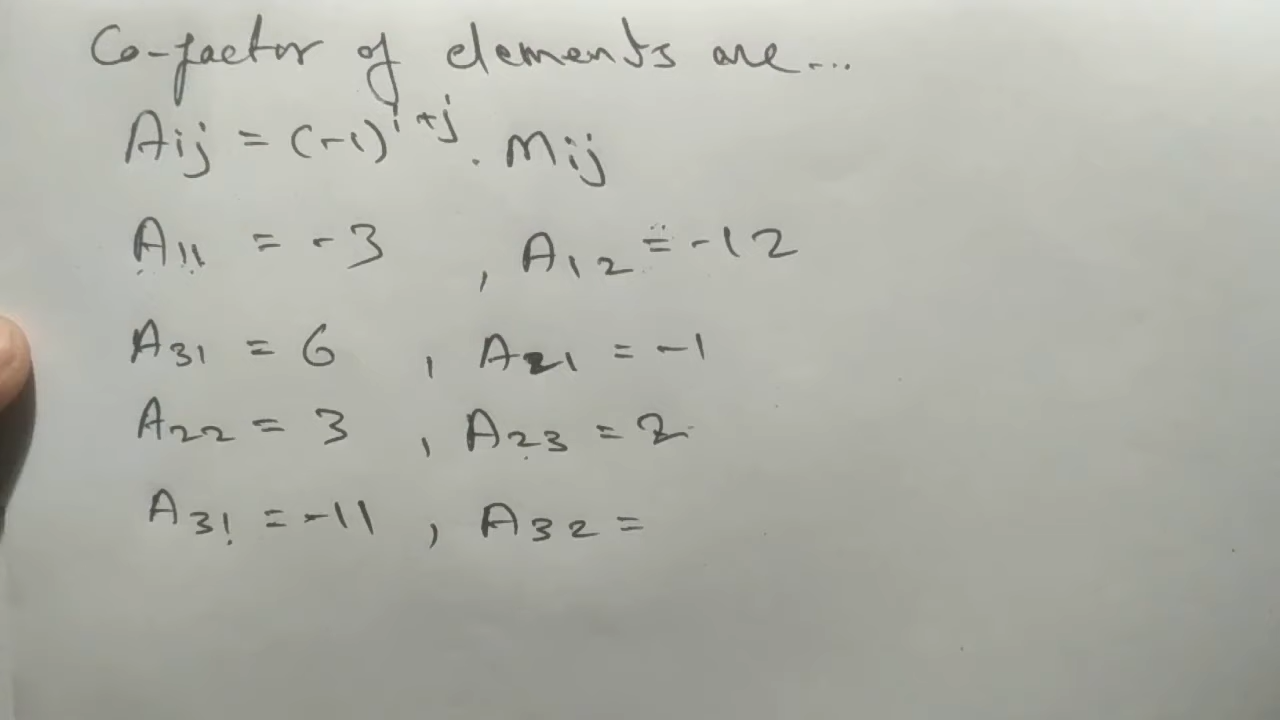 Co-factor of elements are...
Aij = (-1)^i+j . Mij
A11 = -3 , A12 = -12
A31 = 6 , A21 = -1
A22 = 3 , A23 = 2
A31 = -11 , A32 =